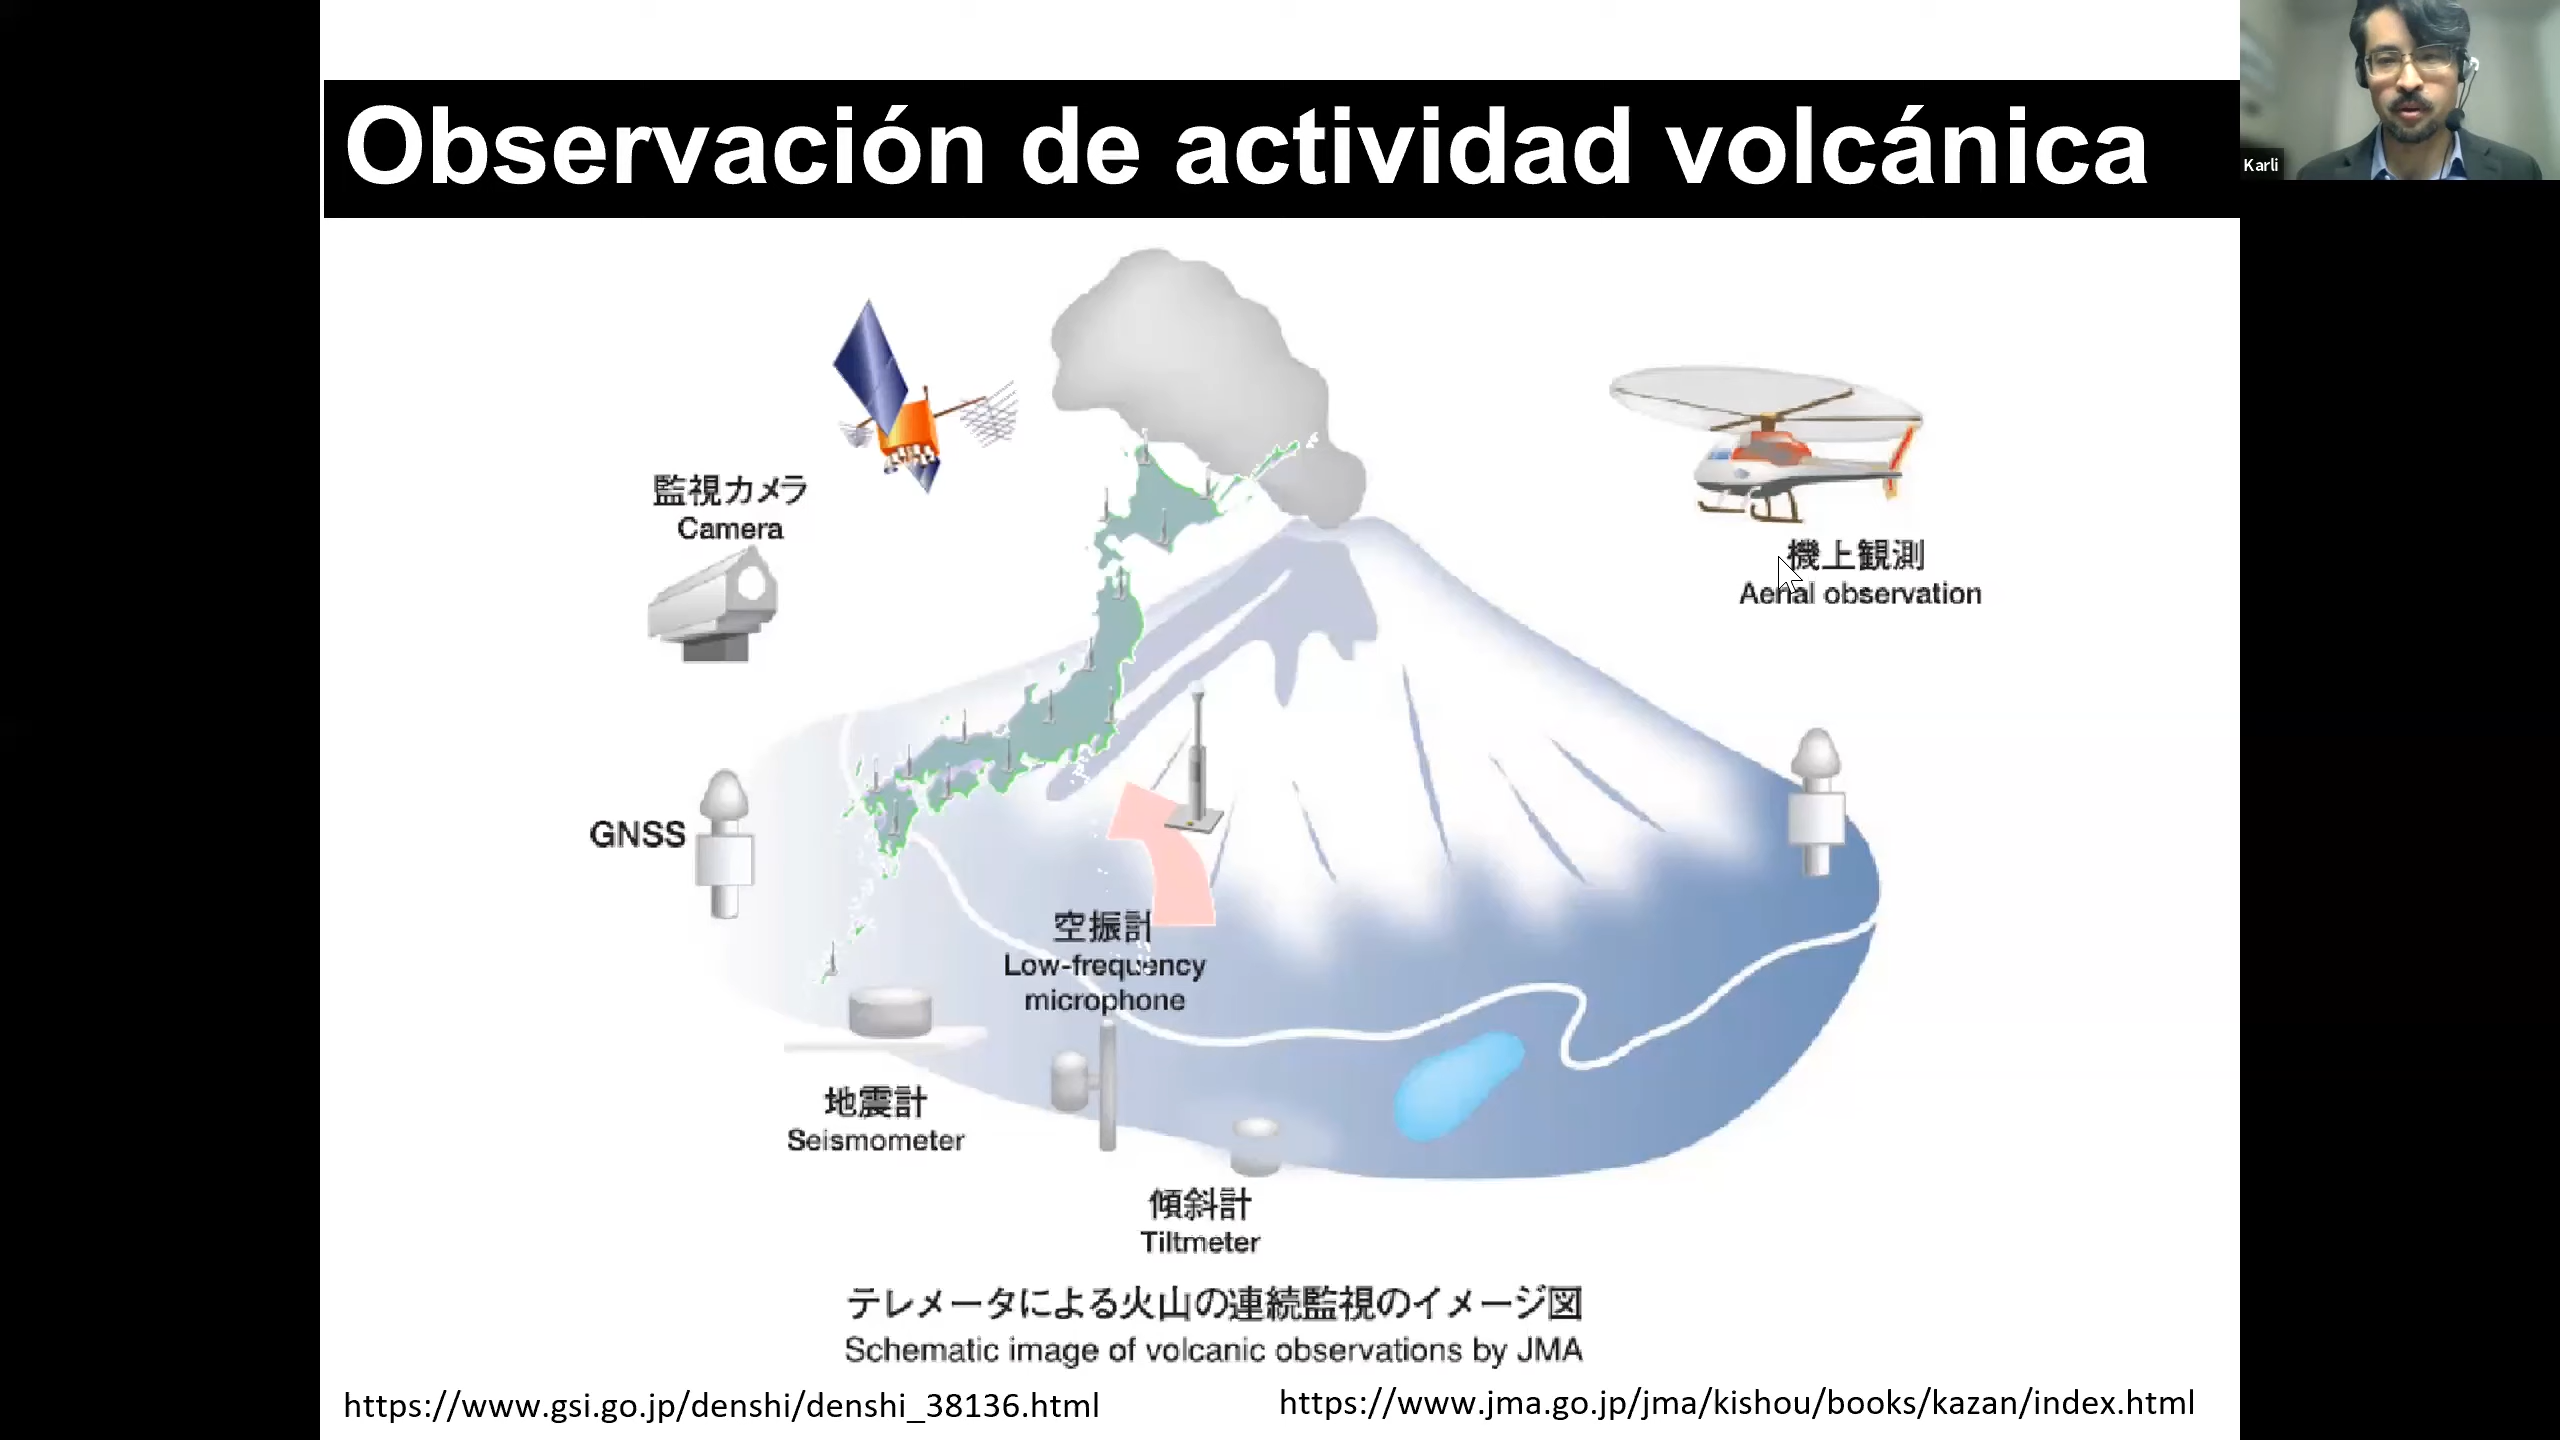 Observación de actividad volcánica
Karli
監視カメラ
Camera
機上観測
Aerial observation
GNSS
空振計
Low-frequency
microphone
地震計
Seismometer
傾斜計
Tiltmeter
テレメータによる火山の連続監視のイメージ図
Schematic image of volcanic observations by JMA
https://www.gsi.go.jp/denshi/denshi_38136.html
https://www.jma.go.jp/jma/kishou/books/kazan/index.html